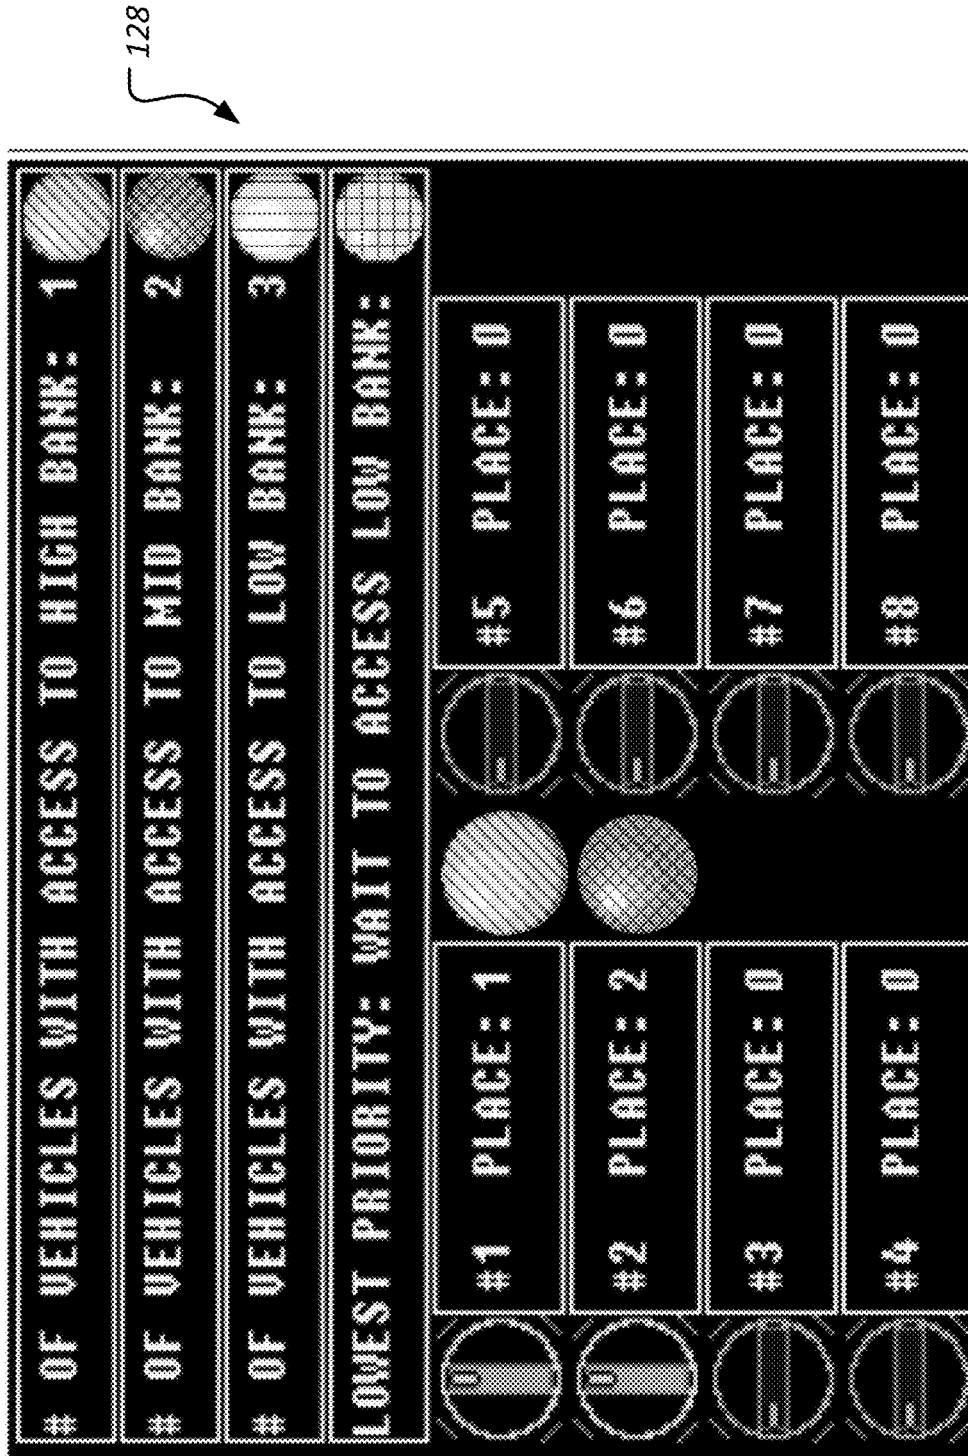 128
# OF VEHICLES WITH ACCESS TO HIGH BANK: 1
# OF VEHICLES WITH ACCESS TO MID BANK: 2
# OF VEHICLES WITH ACCESS TO LOW BANK: 3
LOWEST PRIORITY: WAIT TO ACCESS LOW BANK:
#1 PLACE: 1 #5 PLACE: 0
#2 PLACE: 2 #6 PLACE: 0
#3 PLACE: 0 #7 PLACE: 0
#4 PLACE: 0 #8 PLACE: 0